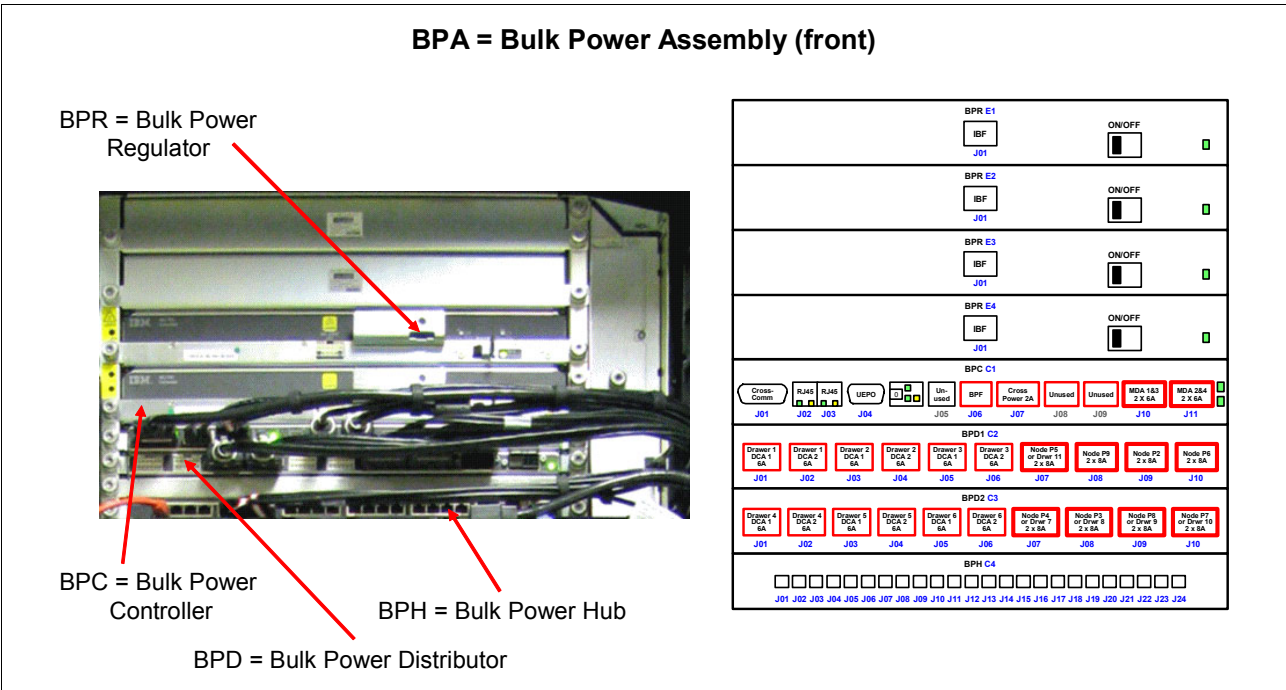 BPA = Bulk Power Assembly (front)
BPR = Bulk Power
Regulator
IBM
IBM
BPC = Bulk Power
Controller
BPH = Bulk Power Hub
BPD = Bulk Power Distributor
BPR E1
IBF
J01
ON/OFF
BPR E2
IBF
J01
ON/OFF
BPR E3
IBF
J01
ON/OFF
BPR E4
IBF
J01
ON/OFF
BPC C1
Cross-
Comm
RJ45 RJ45
UEPO
0
Un-
used
BPF
Cross
Power 2A
Unused
Unused
MDA 1&3
2 X 6A
MDA 2&4
2 X 6A
J01 J02 J03 J04 J05 J06 J07 J08 J09 J10 J11
BPD1 C2
Drawer 1
DCA 1
6A
Drawer 1
DCA 2
6A
Drawer 2
DCA 1
6A
Drawer 2
DCA 2
6A
Drawer 3
DCA 1
6A
Drawer 3
DCA 2
6A
Node P5
or Drwr 11
2 x 8A
Node P9
2 x 8A
Node P2
2 x 8A
Node P6
2 x 8A
J01 J02 J03 J04 J05 J06 J07 J08 J09 J10
BPD2 C3
Drawer 4
DCA 1
6A
Drawer 4
DCA 2
6A
Drawer 5
DCA 1
6A
Drawer 5
DCA 2
6A
Drawer 6
DCA 1
6A
Drawer 6
DCA 2
6A
Node P4
or Drwr 7
2 x 8A
Node P3
or Drwr 8
2 x 8A
Node P8
or Drwr 9
2 x 8A
Node P7
or Drwr 10
2 x 8A
J01 J02 J03 J04 J05 J06 J07 J08 J09 J10
BPH C4
J01 J02 J03 J04 J05 J06 J07 J08 J09 J10 J11 J12 J13 J14 J15 J16 J17 J18 J19 J20 J21 J22 J23 J24